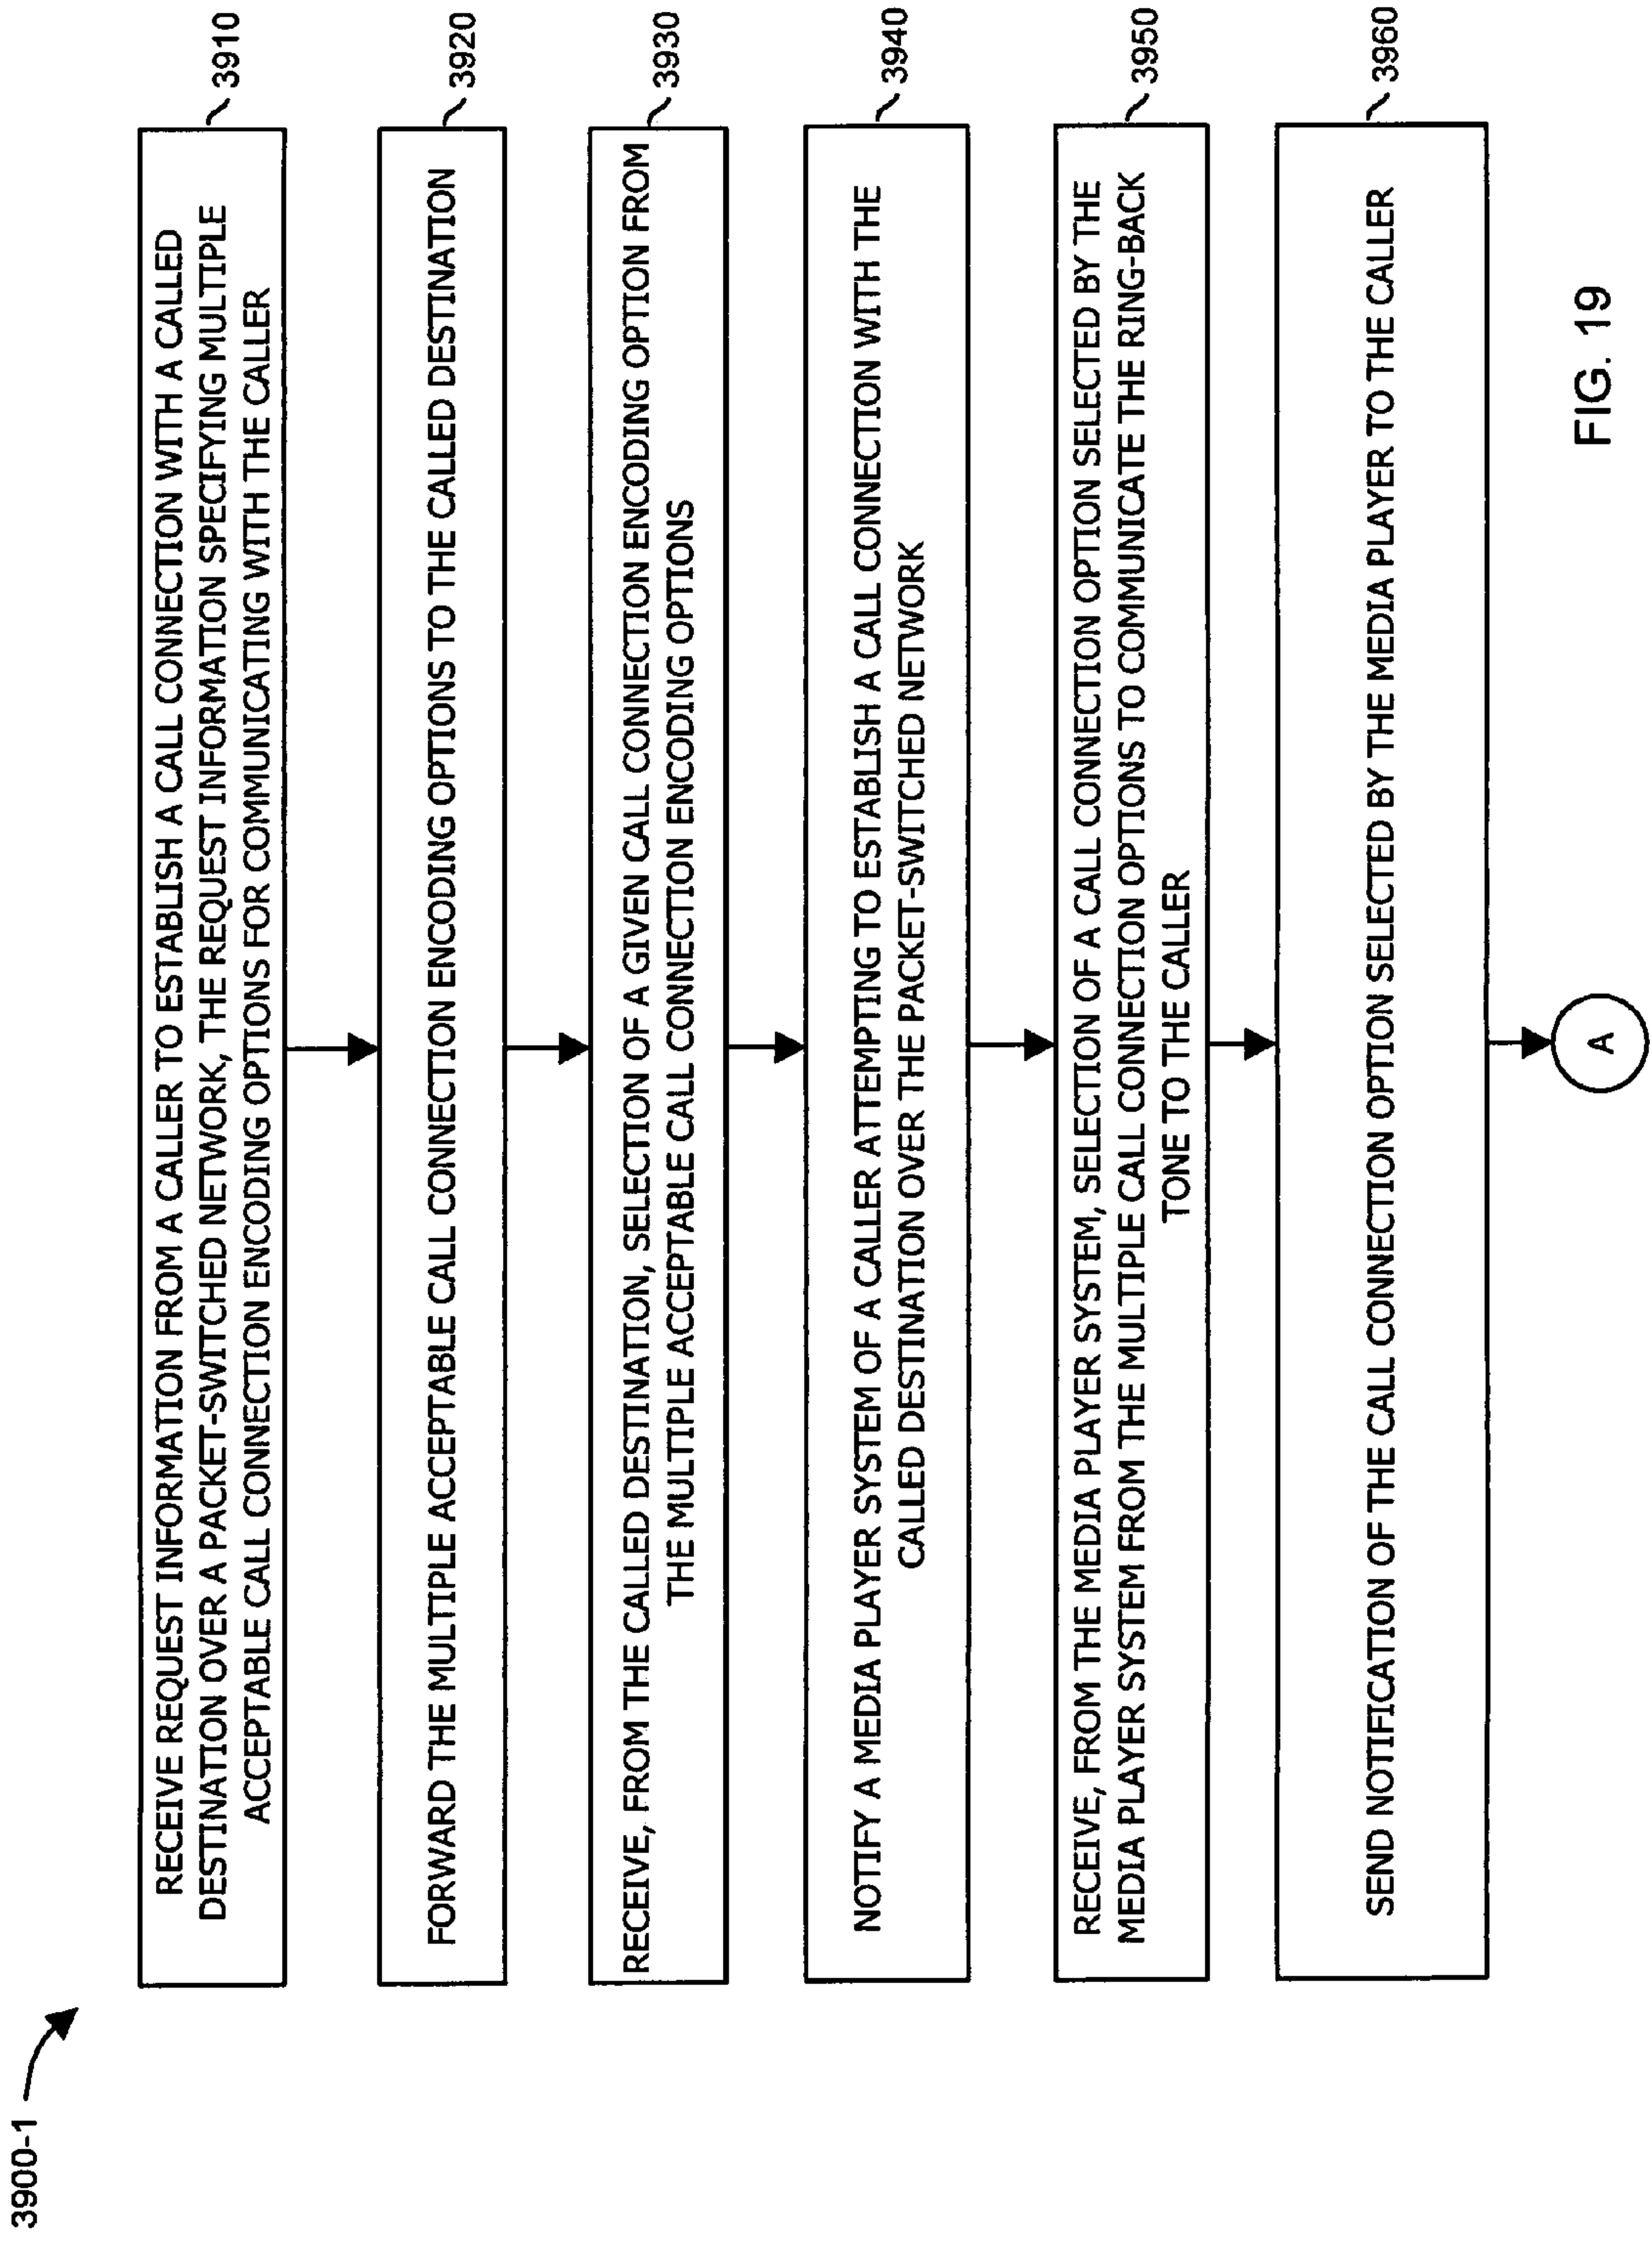 3900-1
RECEIVE REQUEST INFORMATION FROM A CALLER TO ESTABLISH A CALL CONNECTION WITH A CALLED
DESTINATION OVER A PACKET-SWITCHED NETWORK, THE REQUEST INFORMATION SPECIFYING MULTIPLE
ACCEPTABLE CALL CONNECTION ENCODING OPTIONS FOR COMMUNICATING WITH THE CALLER
3910
FORWARD THE MULTIPLE ACCEPTABLE CALL CONNECTION ENCODING OPTIONS TO THE CALLED DESTINATION
3920
RECEIVE, FROM THE CALLED DESTINATION, SELECTION OF A GIVEN CALL CONNECTION ENCODING OPTION FROM
THE MULTIPLE ACCEPTABLE CALL CONNECTION ENCODING OPTIONS
3930
NOTIFY A MEDIA PLAYER SYSTEM OF A CALLER ATTEMPTING TO ESTABLISH A CALL CONNECTION WITH THE
CALLED DESTINATION OVER THE PACKET-SWITCHED NETWORK
3940
RECEIVE, FROM THE MEDIA PLAYER SYSTEM, SELECTION OF A CALL CONNECTION OPTION SELECTED BY THE
MEDIA PLAYER SYSTEM FROM THE MULTIPLE CALL CONNECTION OPTIONS TO COMMUNICATE THE RING-BACK
TONE TO THE CALLER
3950
SEND NOTIFICATION OF THE CALL CONNECTION OPTION SELECTED BY THE MEDIA PLAYER TO THE CALLER
3960
A
FIG. 19